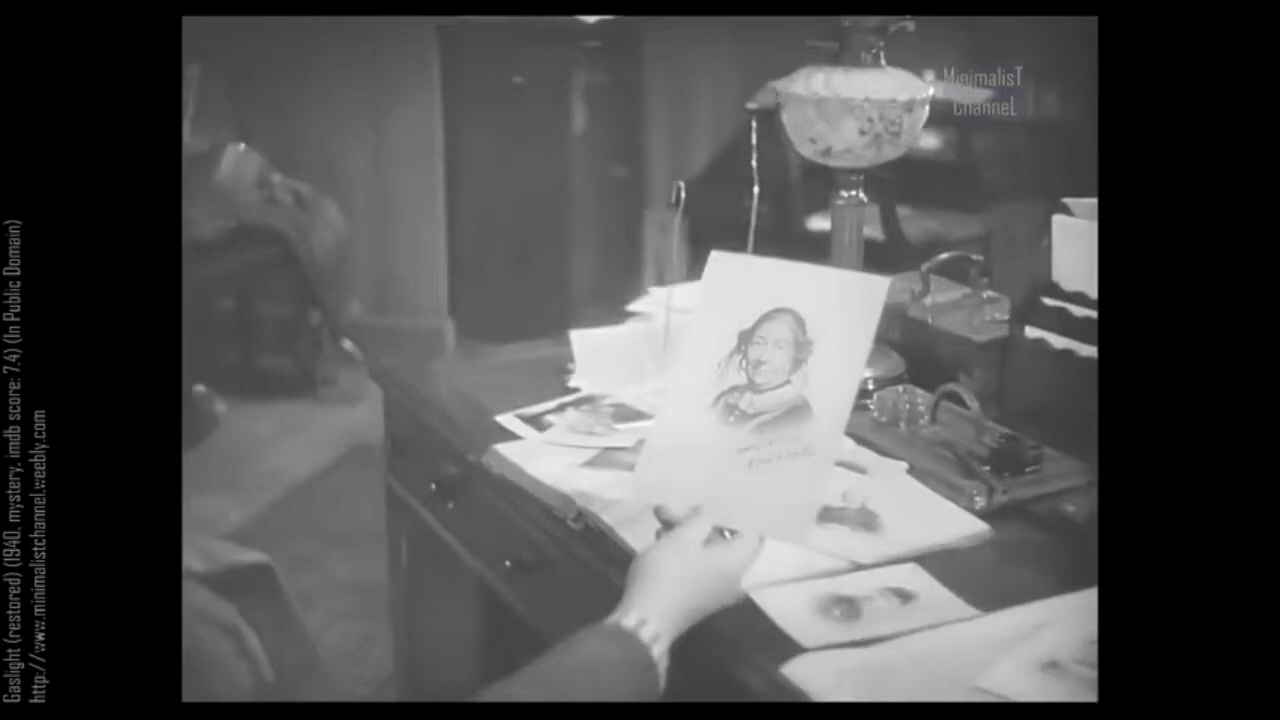 MinimalisT
Channel
Gaslight (restored) (1940, mystery, imdb score: 7.4) (In Public Domain)
http://www.minimalistchannel.weebly.com